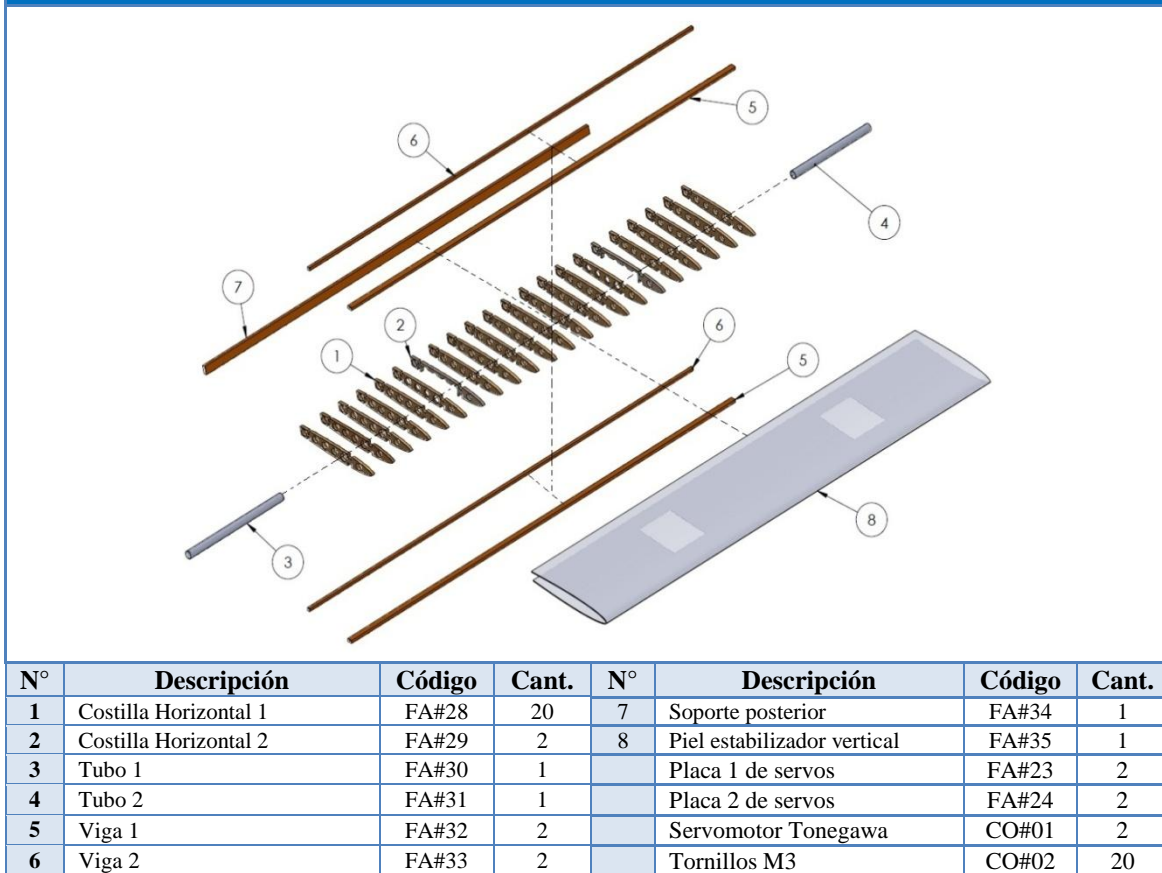 6
5
4
7
2
1
6
5
3
8
N° Descripción Código Cant. N° Descripción Código Cant.
1 Costilla Horizontal 1 FA#28 20 7 Soporte posterior FA#34 1
2 Costilla Horizontal 2 FA#29 2 8 Piel estabilizador vertical FA#35 1
3 Tubo 1 FA#30 1 Placa 1 de servos FA#23 2
4 Tubo 2 FA#31 1 Placa 2 de servos FA#24 2
5 Viga 1 FA#32 2 Servomotor Tonegawa CO#01 2
6 Viga 2 FA#33 2 Tornillos M3 CO#02 20